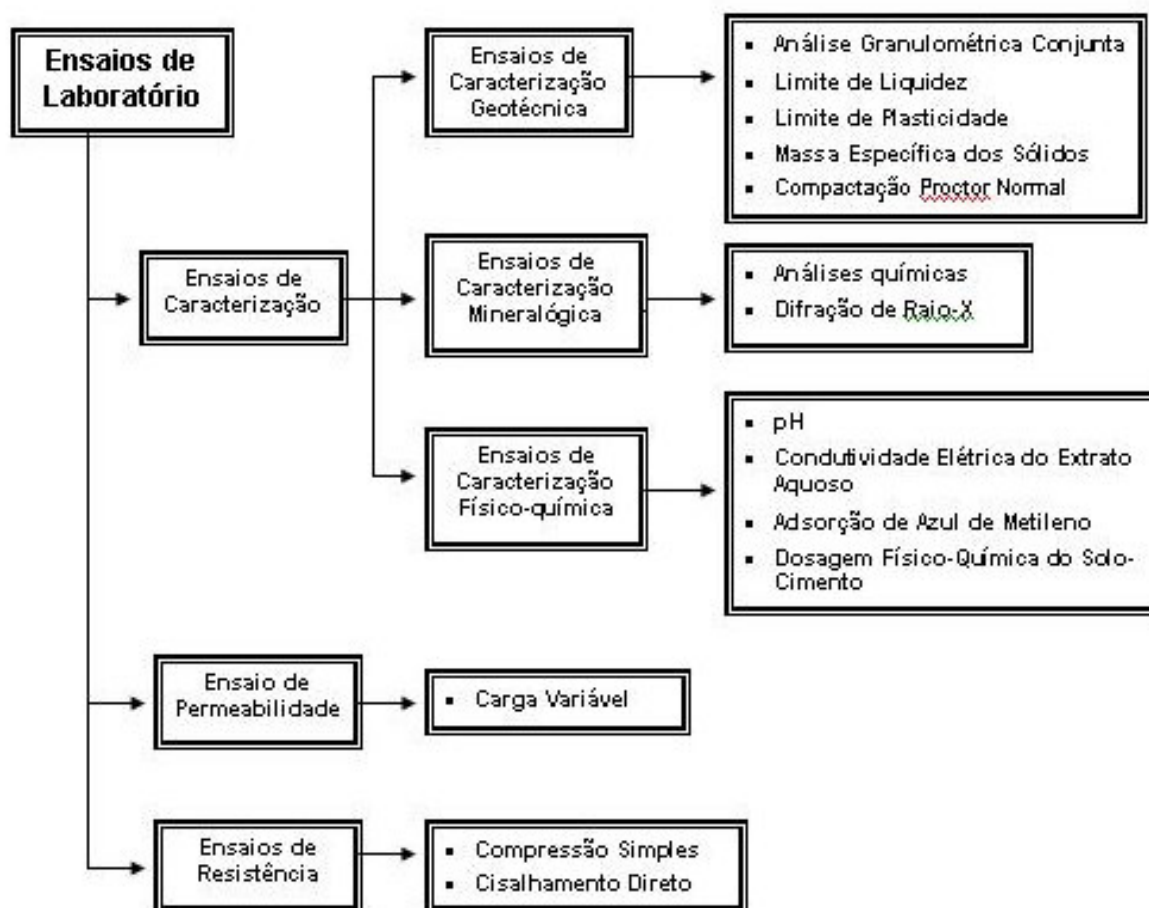 Ensaios de
Laboratório
Ensaios de
Caracterização
Geotécnica
▪ Análise Granulométrica Conjunta
▪ Limite de Liquidez
▪ Limite de Plasticidade
▪ Massa Específica dos Sólidos
▪ Compactação Proctor Normal
Ensaios de
Caracterização
Ensaios de
Caracterização
Mineralógica
▪ Análises químicas
▪ Difração de Raio-X
Ensaios de
Caracterização
Físico-química
▪ pH
▪ Condutividade Elétrica do Extrato
Aquoso
▪ Adsorção de Azul de Metileno
▪ Dosagem Físico-Química do Solo-
Cimento
Ensaio de
Permeabilidade
▪ Carga Variável
Ensaios de
Resistência
▪ Compressão Simples
▪ Cisalhamento Direto